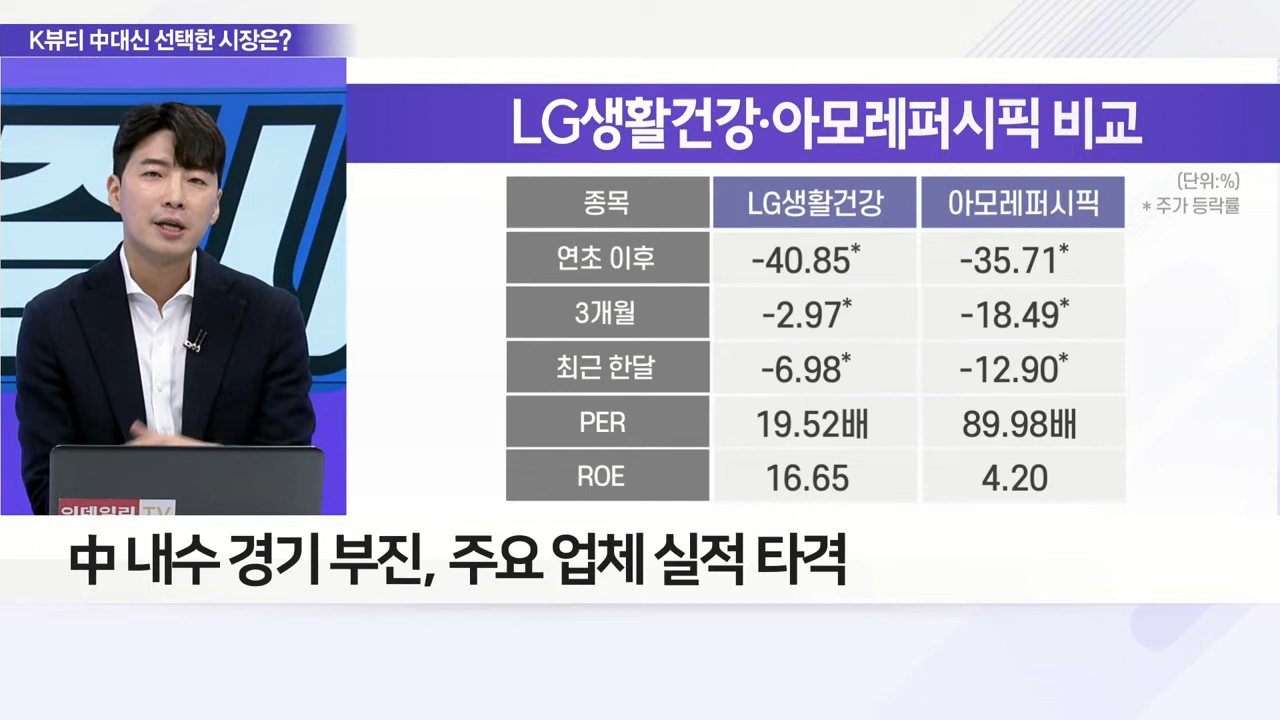 K뷰티 中대신 선택한 시장은?
LG생활건강·아모레퍼시픽 비교
(단위:%)
* 주가 등락률
종목 LG생활건강 아모레퍼시픽
연초 이후 -40.85* -35.71*
3개월 -2.97* -18.49*
최근 한달 -6.98* -12.90*
PER 19.52배 89.98배
ROE 16.65 4.20
이데일리 TV
中 내수 경기 부진, 주요 업체 실적 타격